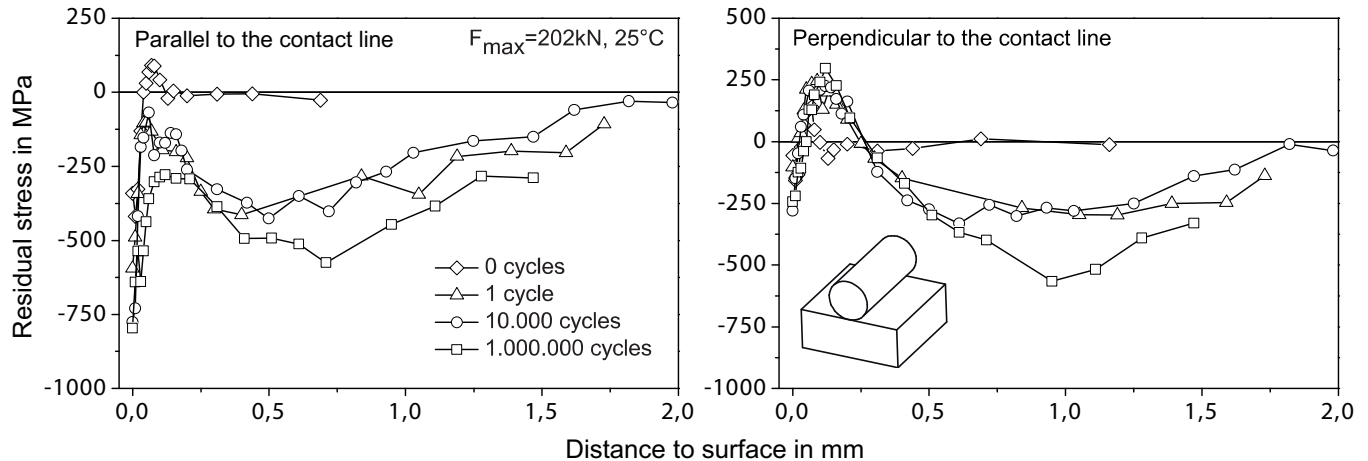 Residual stress in MPa
250
0
-250
-500
-750
-1000
Parallel to the contact line
Fmax=202kN, 25°C
0 cycles
1 cycle
10.000 cycles
1.000.000 cycles
0,0 0,5 1,0 1,5 2,0
500
250
0
-250
-500
-750
-1000
Perpendicular to the contact line
0,0 0,5 1,0 1,5 2,0
Distance to surface in mm